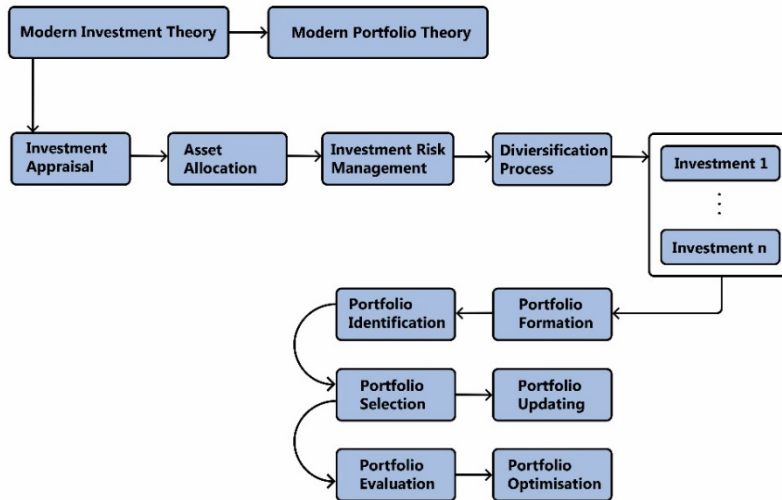 Modern Investment Theory
Modern Portfolio Theory
Investment
Appraisal
Asset
Allocation
Investment Risk
Management
Diviersification
Process
Investment 1
Investment n
Portfolio
Identification
Portfolio
Formation
Portfolio
Selection
Portfolio
Updating
Portfolio
Evaluation
Portfolio
Optimisation